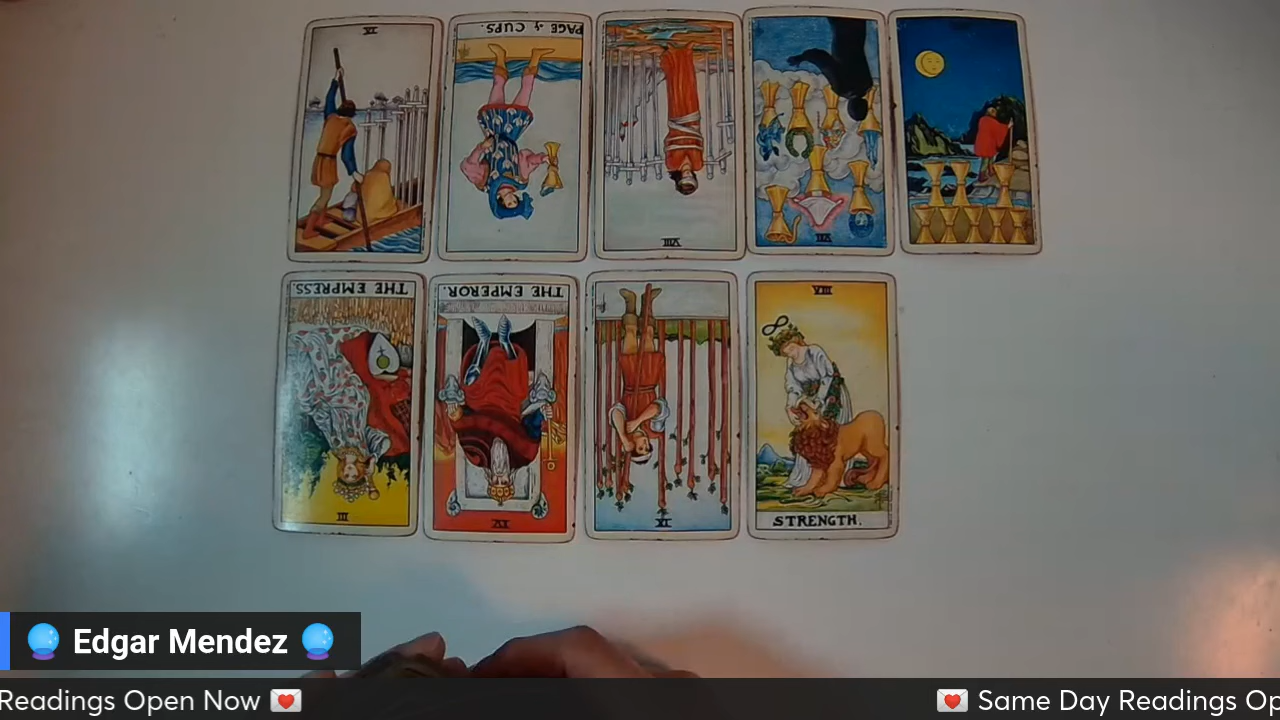 VI
PAGE of CUPS.
VIII
VII
THE EMPRESS.
III
THE EMPEROR.
IV
IX
VIII
STRENGTH.
🔮 Edgar Mendez 🔮
Readings Open Now 💌
💌 Same Day Readings Op